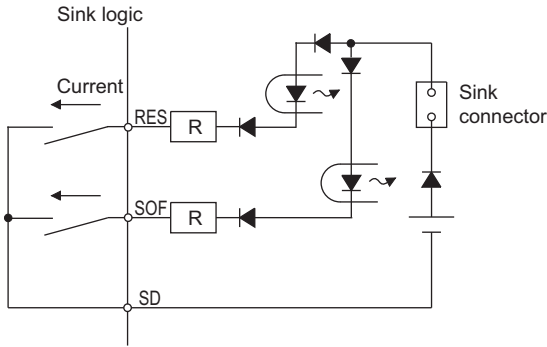 Sink logic
Current
RES
R
Sink
connector
SOF
R
SD